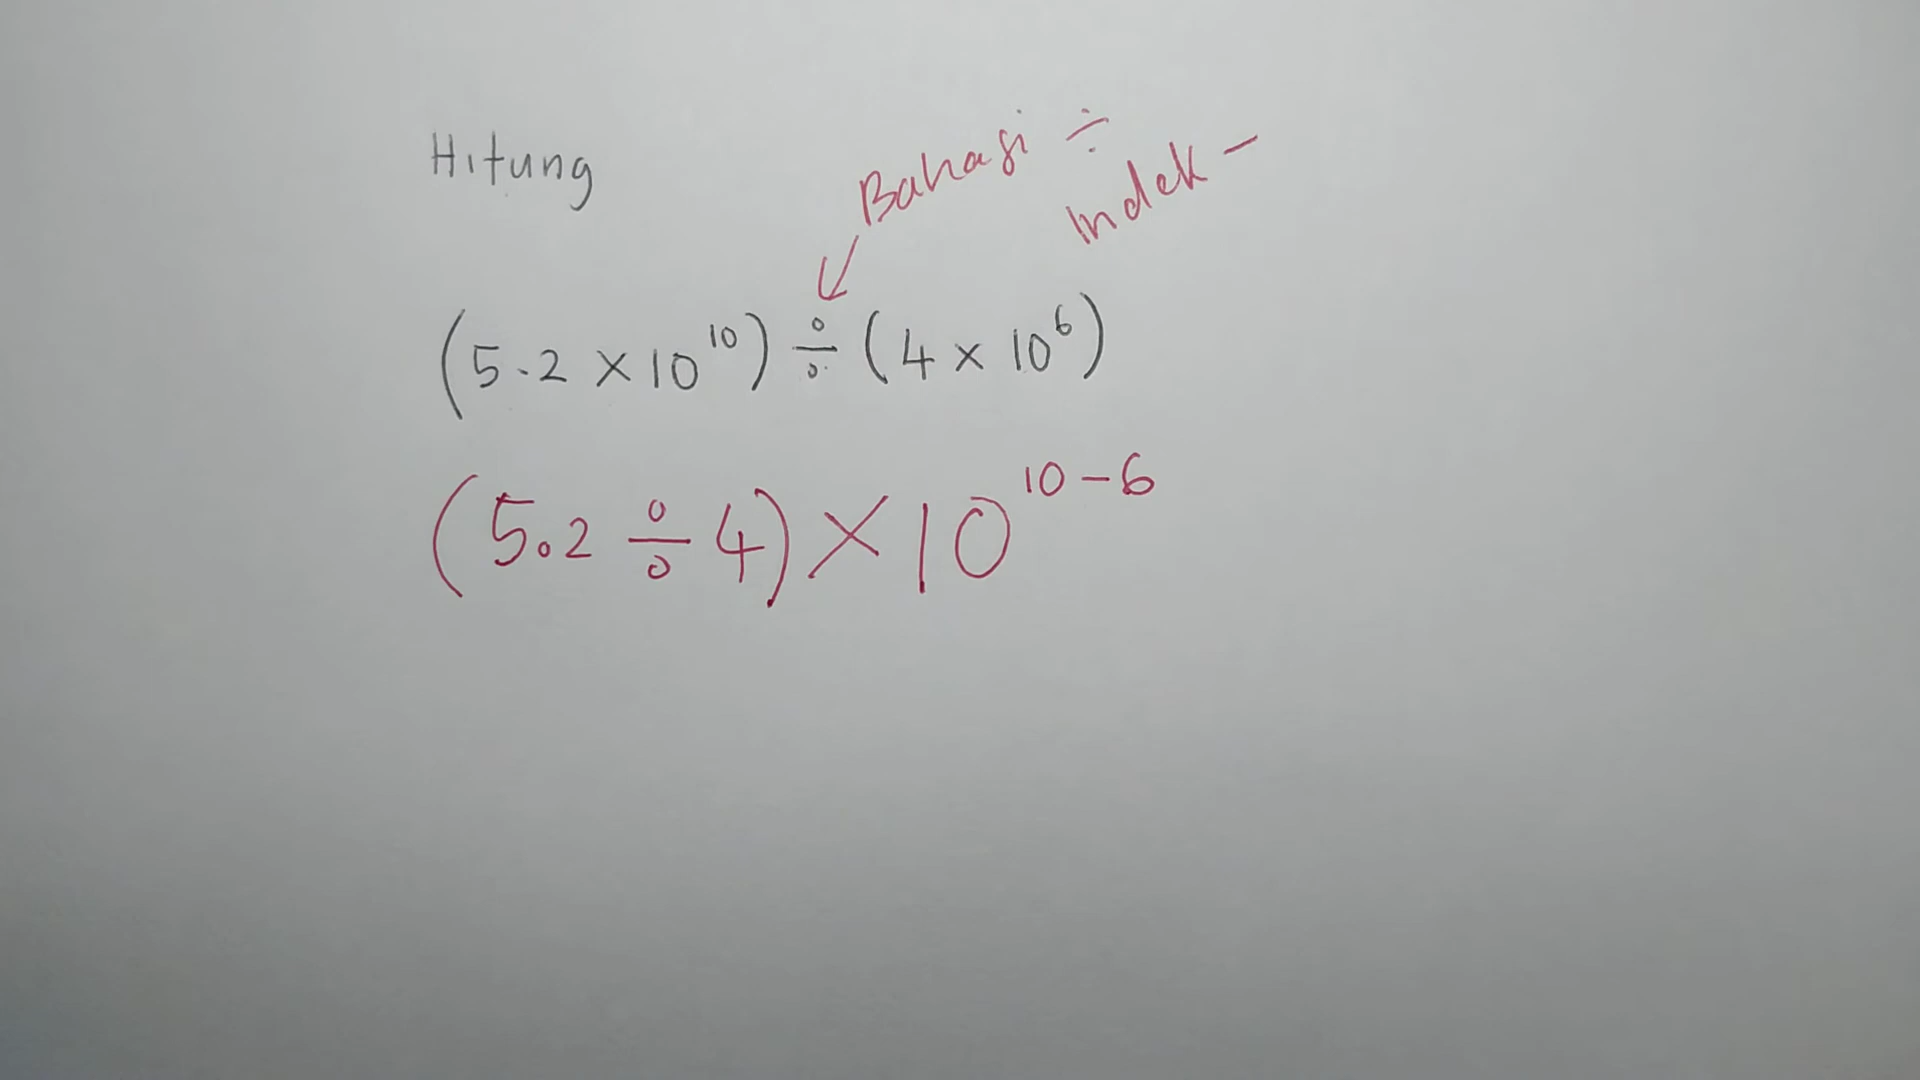 Hitung
Bahagi ÷
Indek −
(5.2 × 10¹⁰) ÷ (4 × 10⁶)
(5.2 ÷ 4) × 10¹⁰⁻⁶